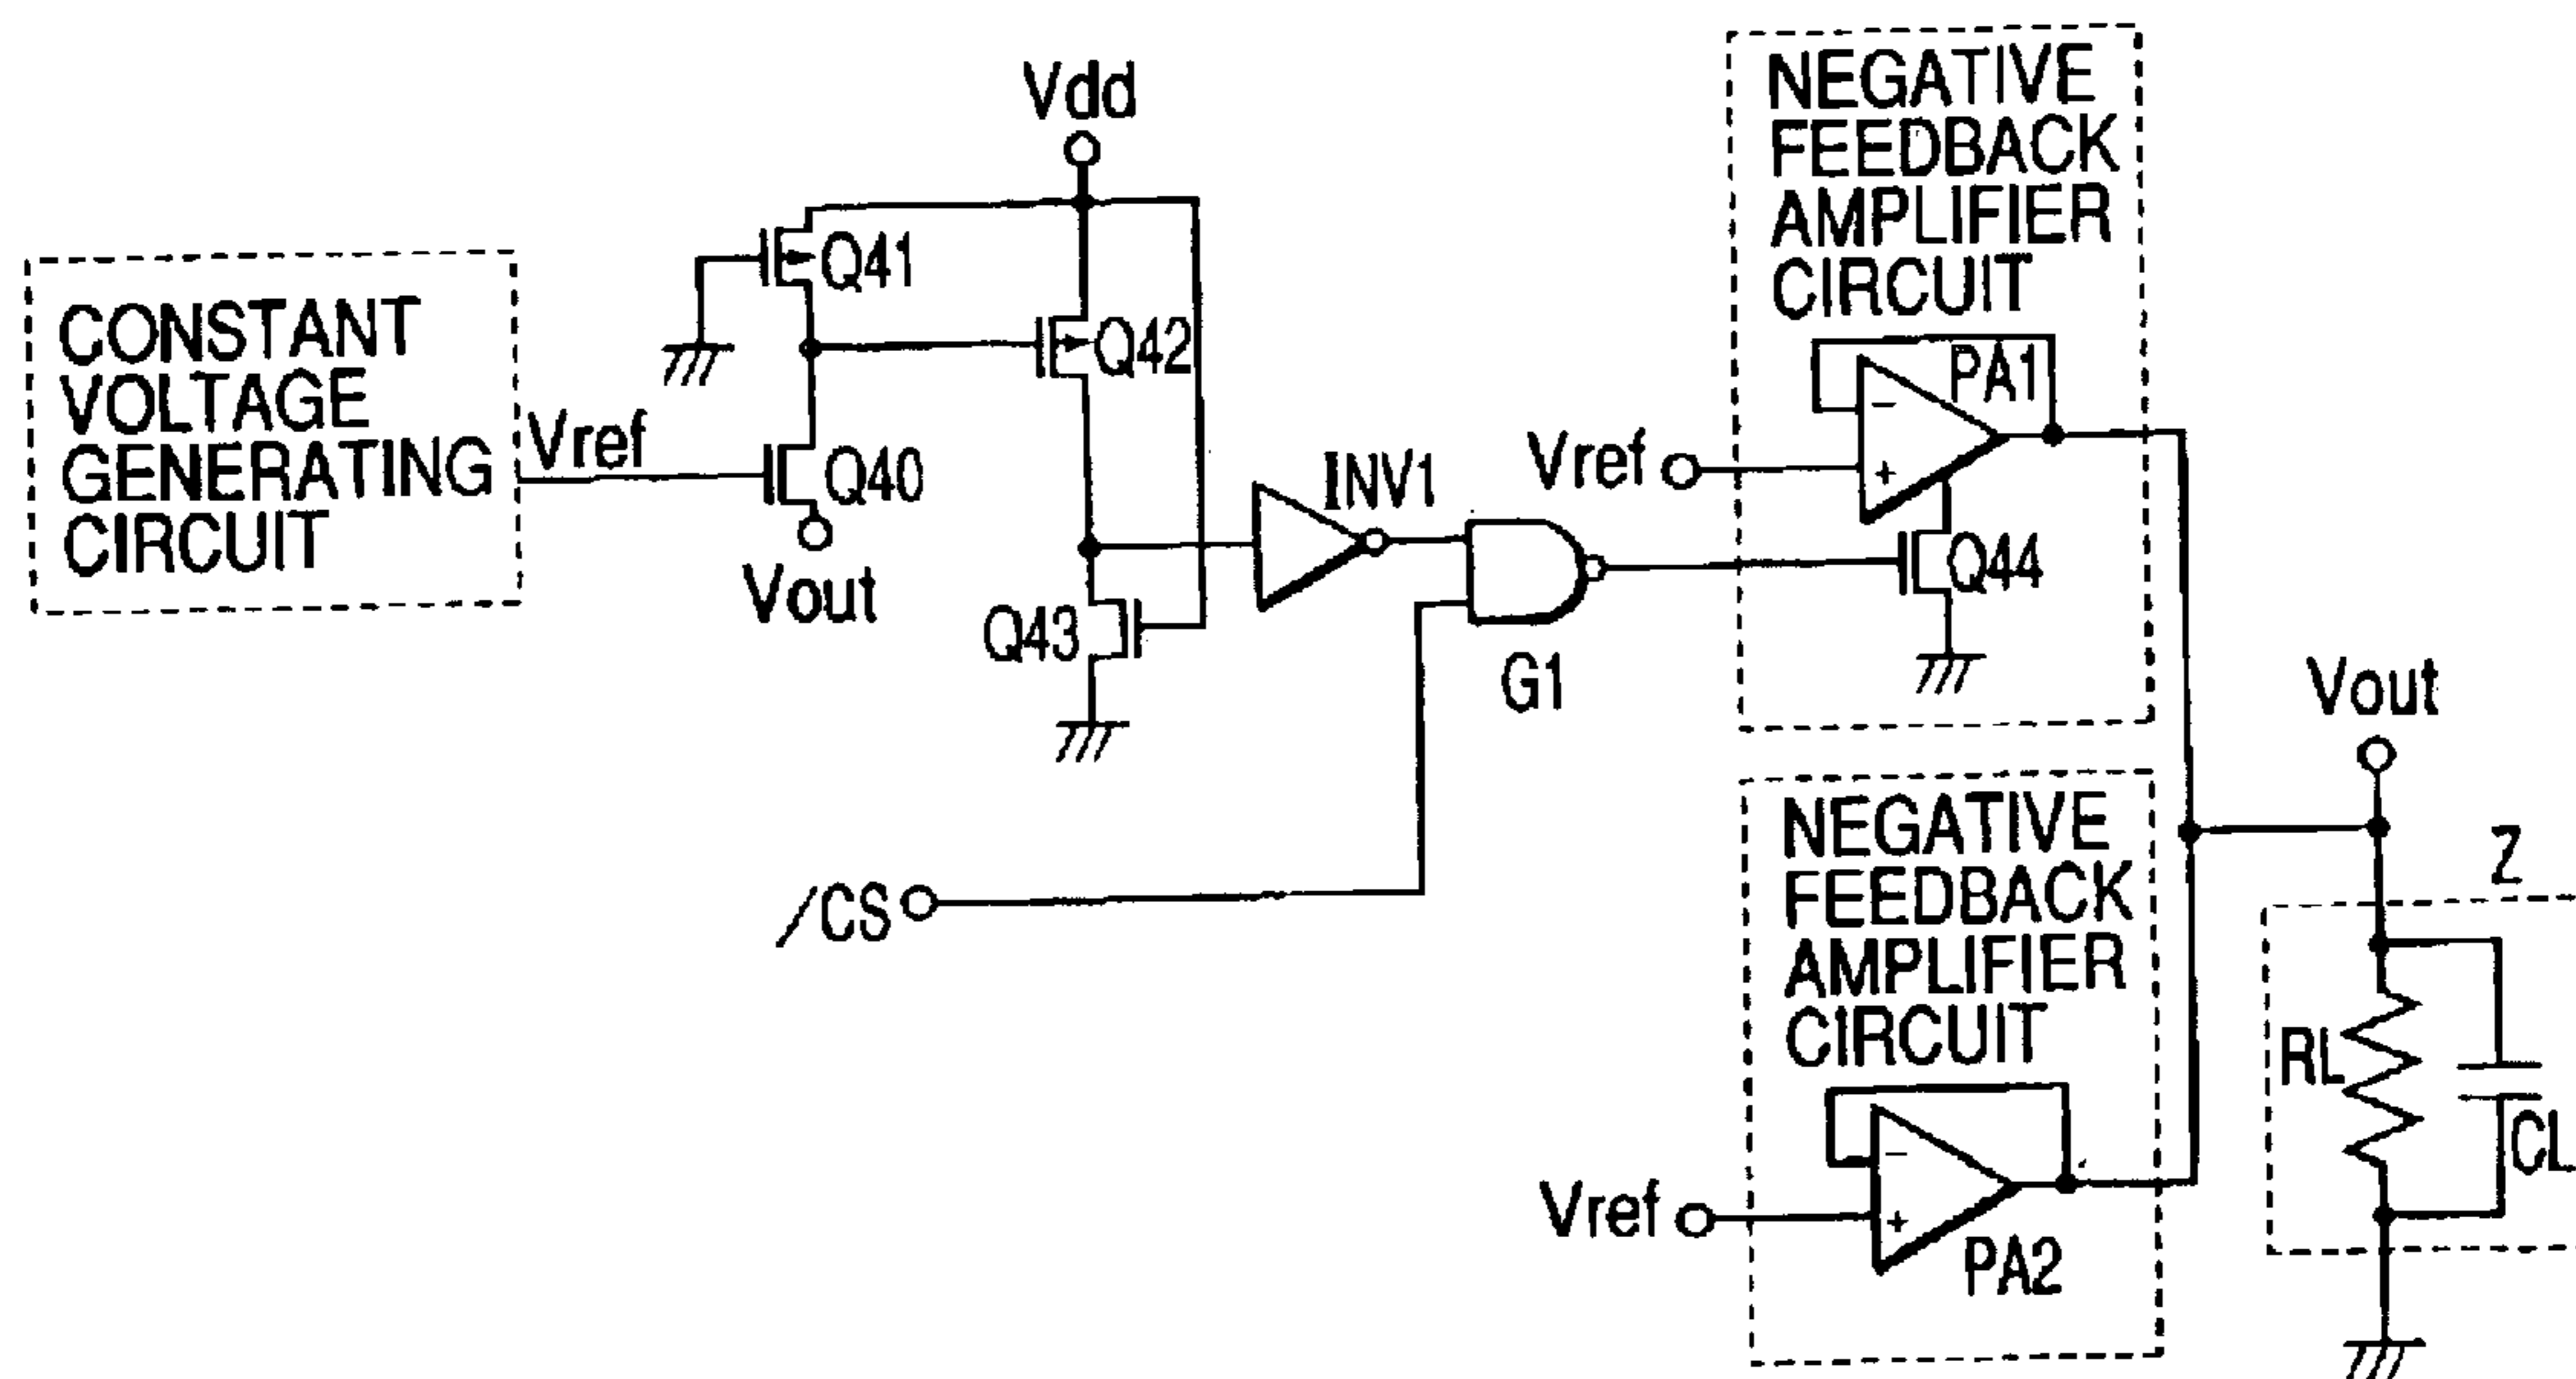 CONSTANT
VOLTAGE
GENERATING
CIRCUIT
Vref
Vdd
Q41
Q42
Q40
Vout
Q43
INV1
G1
/CS
NEGATIVE
FEEDBACK
AMPLIFIER
CIRCUIT
PA1
−
+
Vref
Q44
NEGATIVE
FEEDBACK
AMPLIFIER
CIRCUIT
−
+
Vref
PA2
Vout
Z
RL
CL